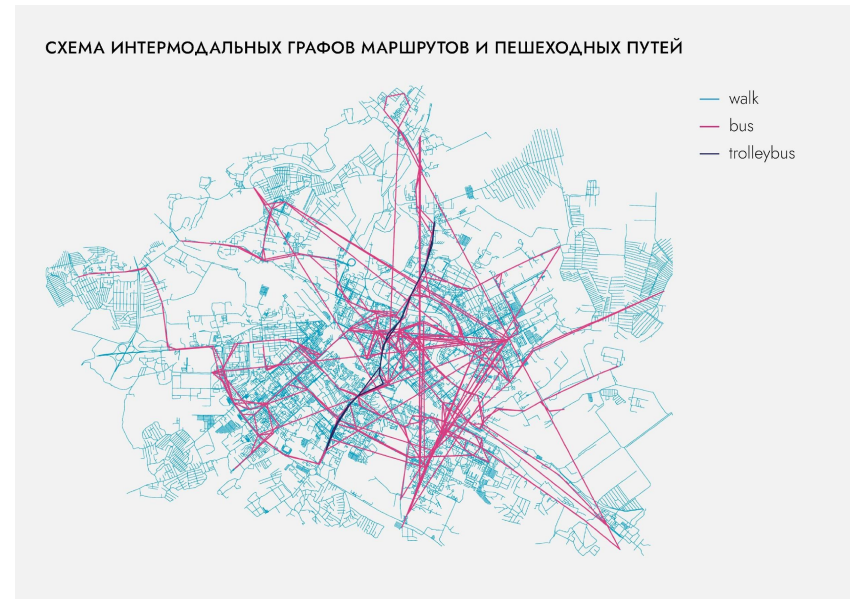 СХЕМА ИНТЕРМОДАЛЬНЫХ ГРАФОВ МАРШРУТОВ И ПЕШЕХОДНЫХ ПУТЕЙ
walk
bus
trolleybus